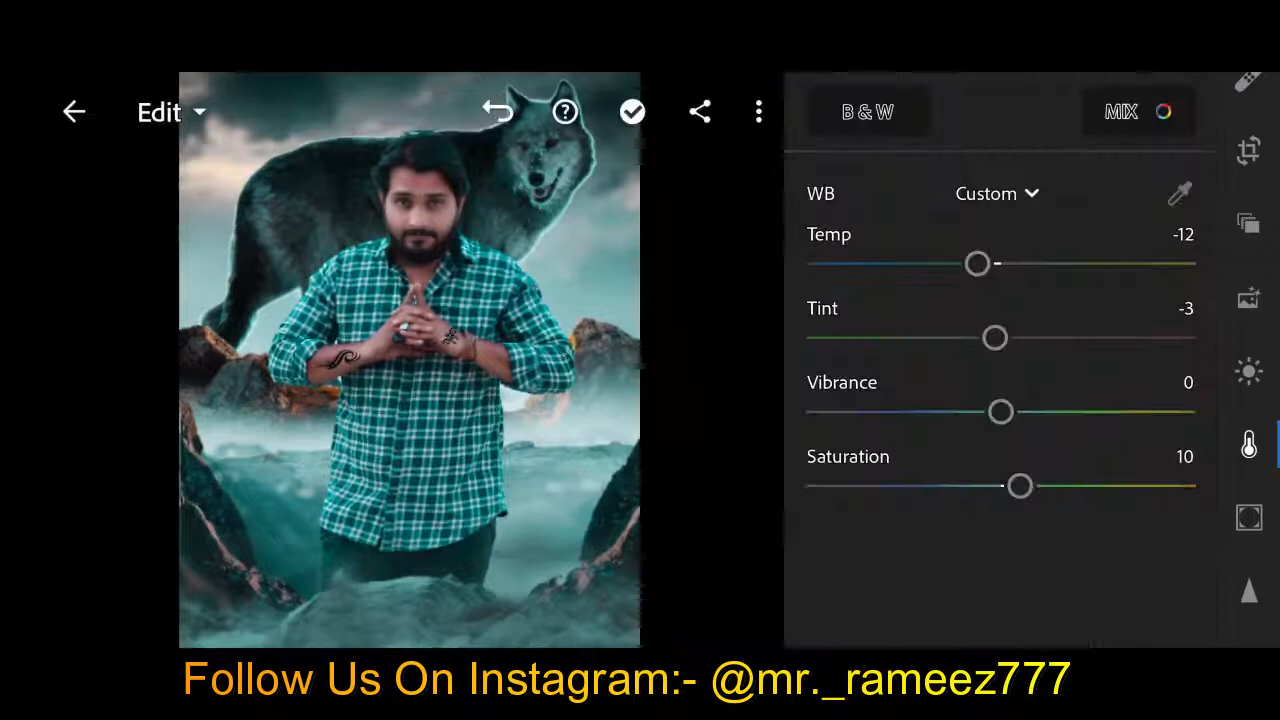 Edit
B & W
MIX
WB
Custom
Temp
-12
Tint
-3
Vibrance
0
Saturation
10
Follow Us On Instagram:- @mr._rameez777